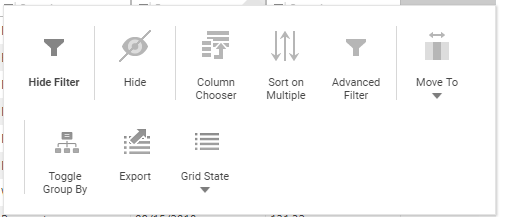 Hide Filter
Hide
Column
Chooser
Sort on
Multiple
Advanced
Filter
Move To
Toggle
Group By
Export
Grid State